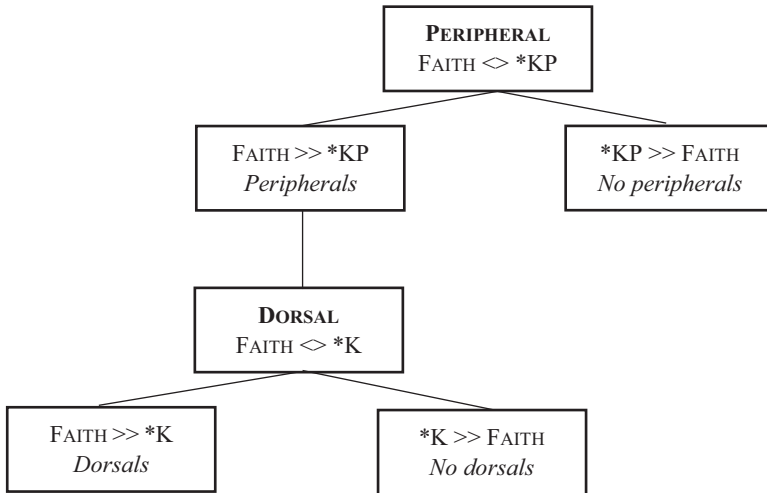 PERIPHERAL
FAITH <> *KP
FAITH >> *KP
Peripherals
*KP >> FAITH
No peripherals
DORSAL
FAITH <> *K
FAITH >> *K
Dorsals
*K >> FAITH
No dorsals